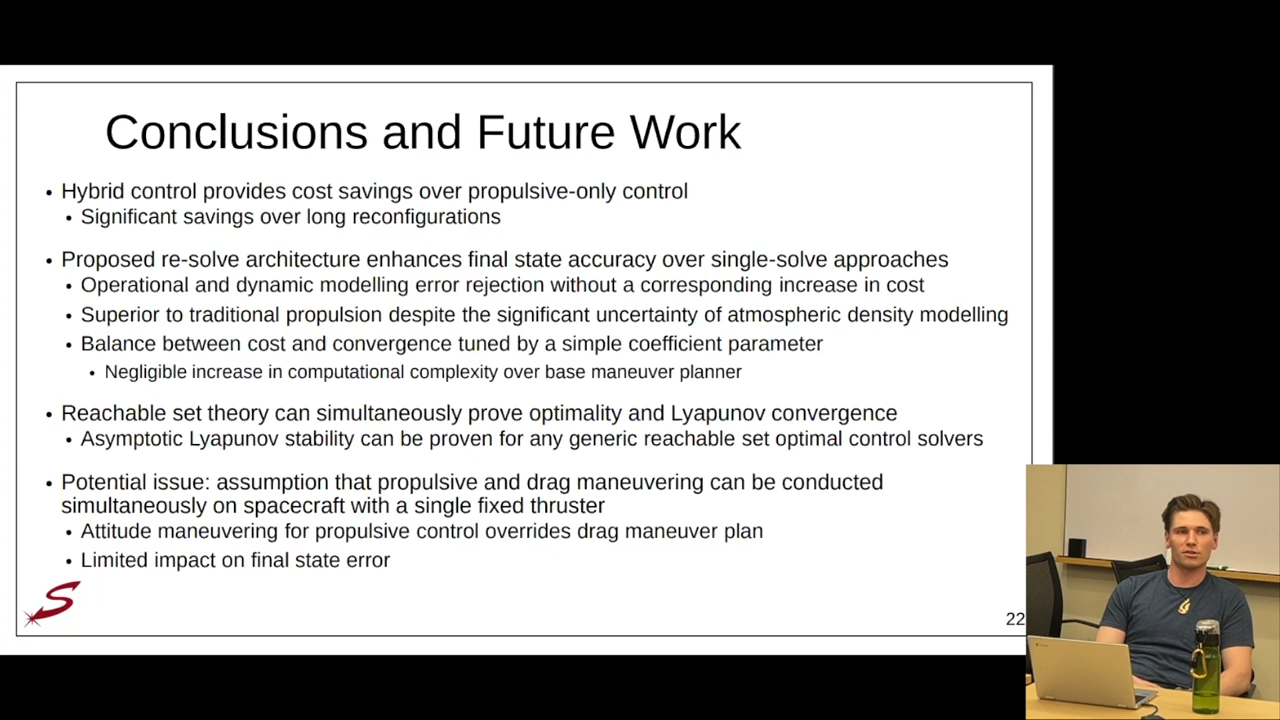 Conclusions and Future Work
• Hybrid control provides cost savings over propulsive-only control
• Significant savings over long reconfigurations
• Proposed re-solve architecture enhances final state accuracy over single-solve approaches
• Operational and dynamic modelling error rejection without a corresponding increase in cost
• Superior to traditional propulsion despite the significant uncertainty of atmospheric density modelling
• Balance between cost and convergence tuned by a simple coefficient parameter
• Negligible increase in computational complexity over base maneuver planner
• Reachable set theory can simultaneously prove optimality and Lyapunov convergence
• Asymptotic Lyapunov stability can be proven for any generic reachable set optimal control solvers
• Potential issue: assumption that propulsive and drag maneuvering can be conducted
simultaneously on spacecraft with a single fixed thruster
• Attitude maneuvering for propulsive control overrides drag maneuver plan
• Limited impact on final state error
22